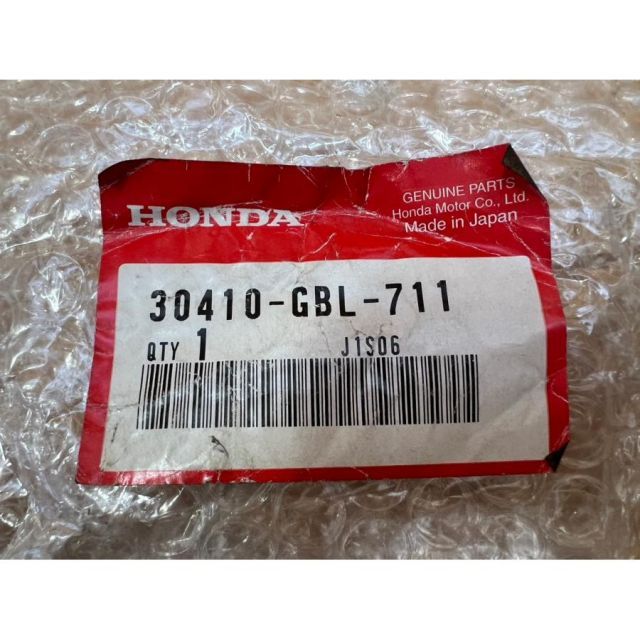 HONDA
GENUINE PARTS
Honda Motor Co., Ltd.
Made in Japan
30410-GBL-711
QTY 1 J1S06